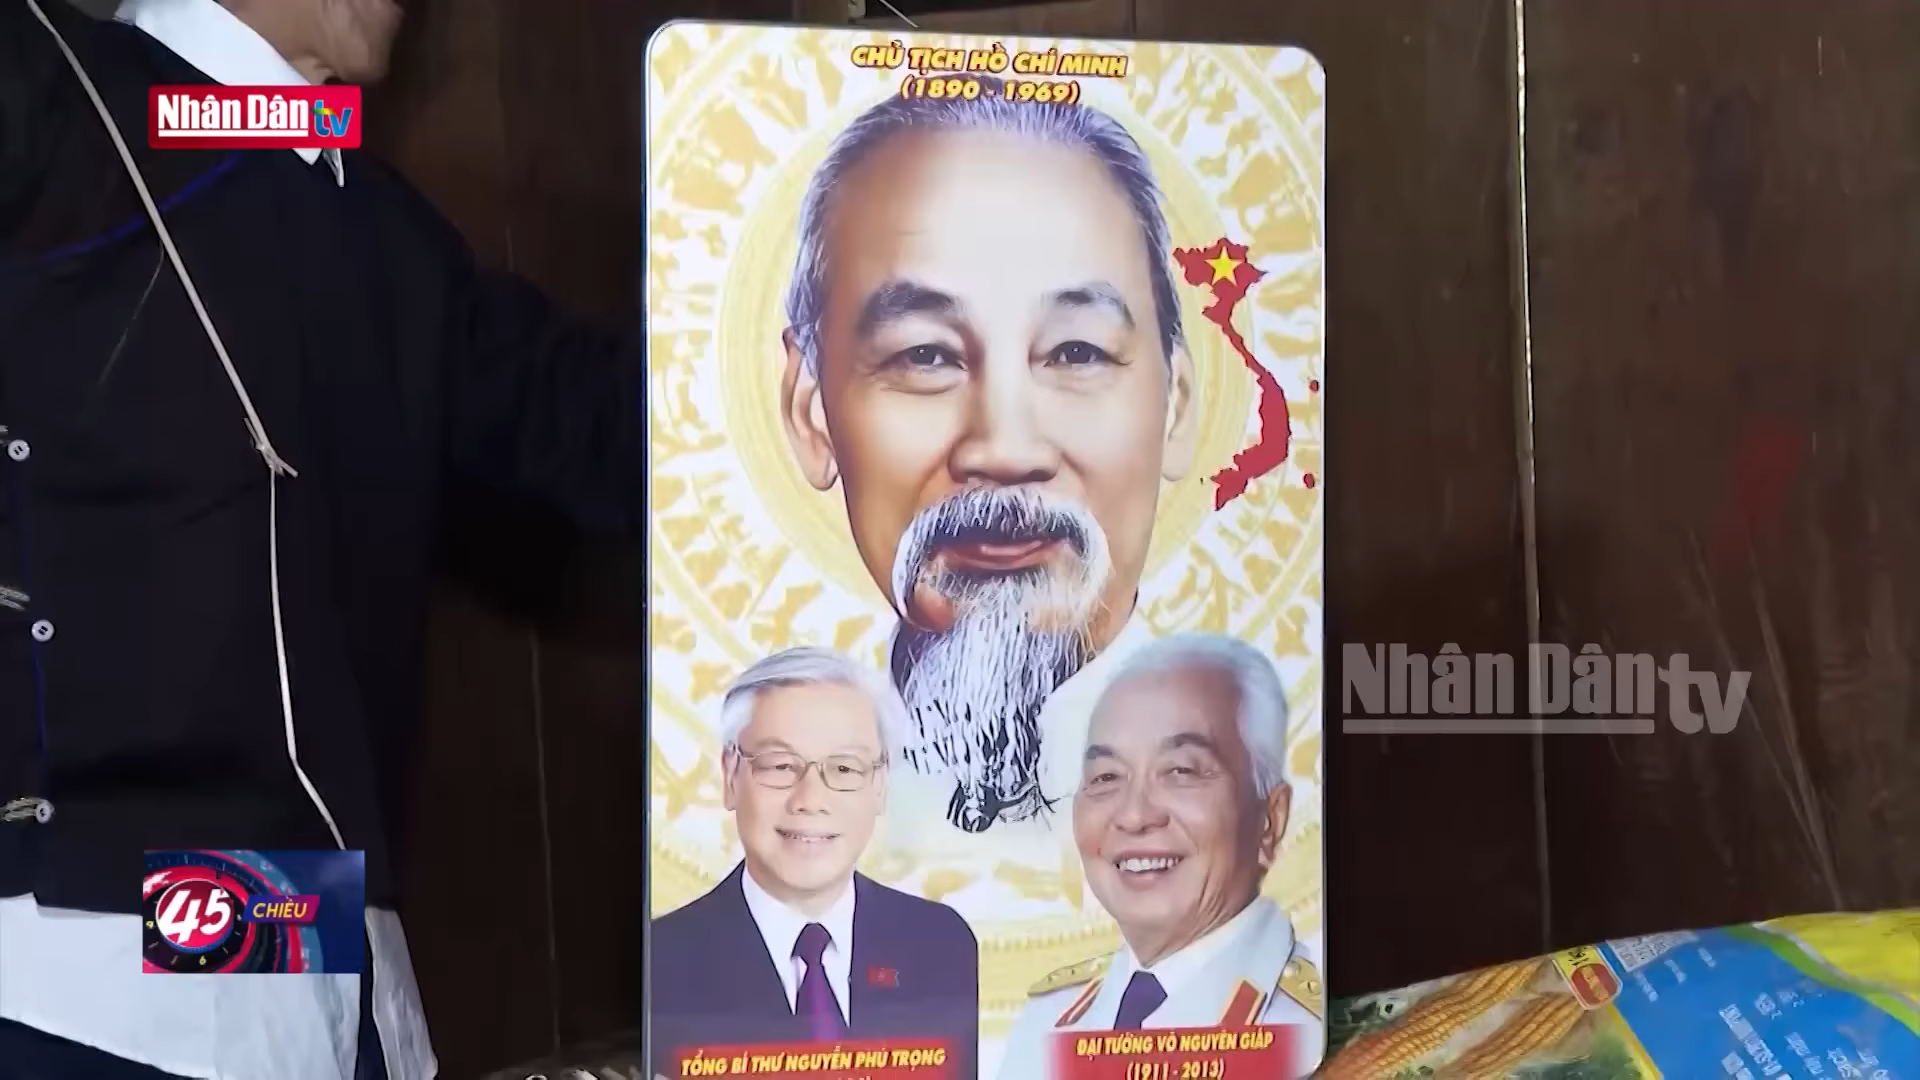 CHỦ TỊCH HỒ CHÍ MINH
(1890 - 1969)
Nhân Dân tv
Nhân Dân tv
45 CHIỀU
TỔNG BÍ THƯ NGUYỄN PHÚ TRỌNG
ĐẠI TƯỚNG VÕ NGUYÊN GIÁP
(1911 - 2013)